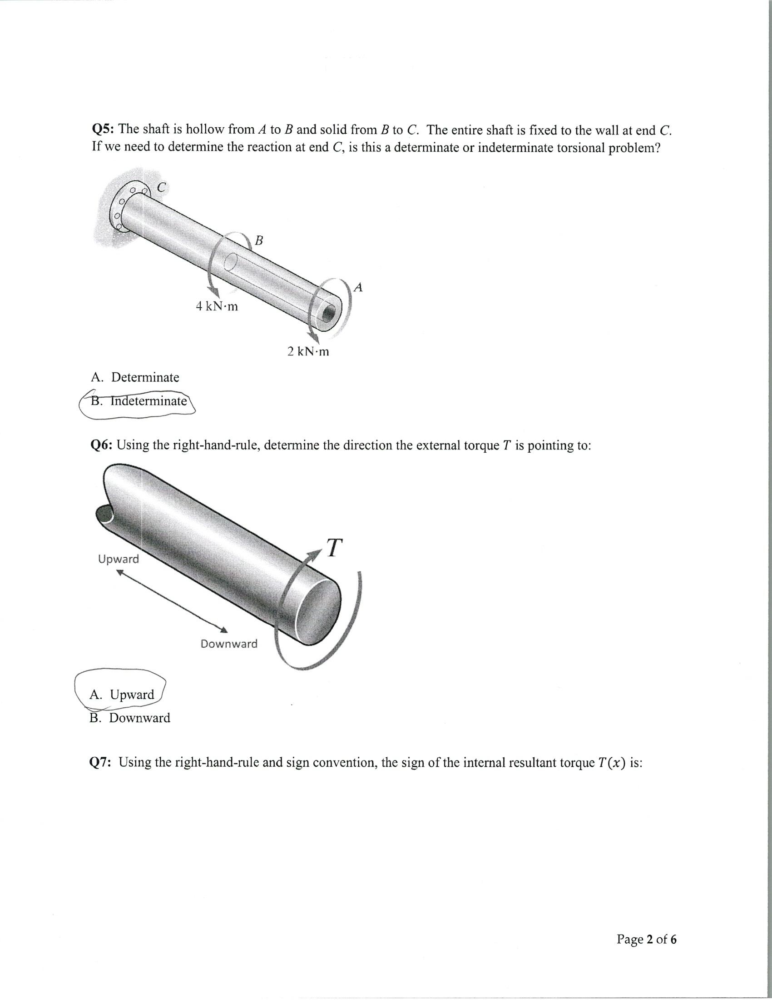 Q5: The shaft is hollow from A to B and solid from B to C. The entire shaft is fixed to the wall at end C.
If we need to determine the reaction at end C, is this a determinate or indeterminate torsional problem?
C
B
A
4 kN·m
2 kN·m
A. Determinate
B. Indeterminate
Q6: Using the right-hand-rule, determine the direction the external torque T is pointing to:
T
Upward
Downward
A. Upward
B. Downward
Q7: Using the right-hand-rule and sign convention, the sign of the internal resultant torque T(x) is:
Page 2 of 6